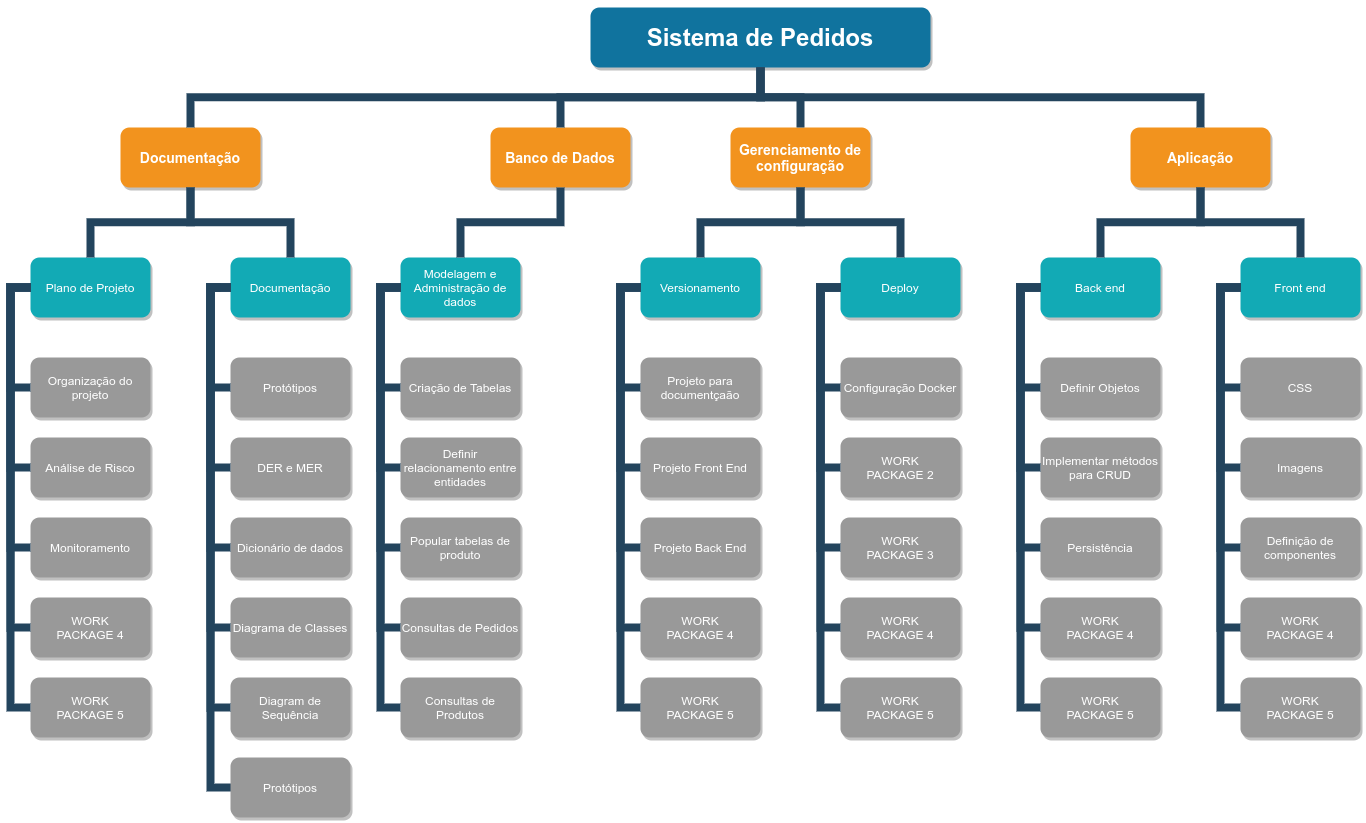 Sistema de Pedidos
Documentação
Banco de Dados
Gerenciamento de
configuração
Aplicação
Plano de Projeto
Organização do
projeto
Análise de Risco
Monitoramento
WORK
PACKAGE 4
WORK
PACKAGE 5
Documentação
Protótipos
DER e MER
Dicionário de dados
Diagrama de Classes
Diagram de
Sequência
Protótipos
Modelagem e
Administração de
dados
Criação de Tabelas
Definir
relacionamento entre
entidades
Popular tabelas de
produto
Consultas de Pedidos
Consultas de
Produtos
Versionamento
Projeto para
documentçaão
Projeto Front End
Projeto Back End
WORK
PACKAGE 4
WORK
PACKAGE 5
Deploy
Configuração Docker
WORK
PACKAGE 2
WORK
PACKAGE 3
WORK
PACKAGE 4
WORK
PACKAGE 5
Back end
Definir Objetos
Implementar métodos
para CRUD
Persistência
WORK
PACKAGE 4
WORK
PACKAGE 5
Front end
CSS
Imagens
Definição de
componentes
WORK
PACKAGE 4
WORK
PACKAGE 5